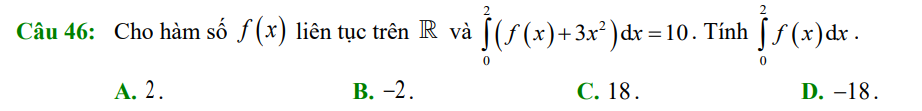 Câu 46: Cho hàm số f(x) liên tục trên ℝ và ∫₀²(f(x)+3x²)dx=10. Tính ∫₀² f(x)dx.
A. 2. B. −2. C. 18. D. −18.